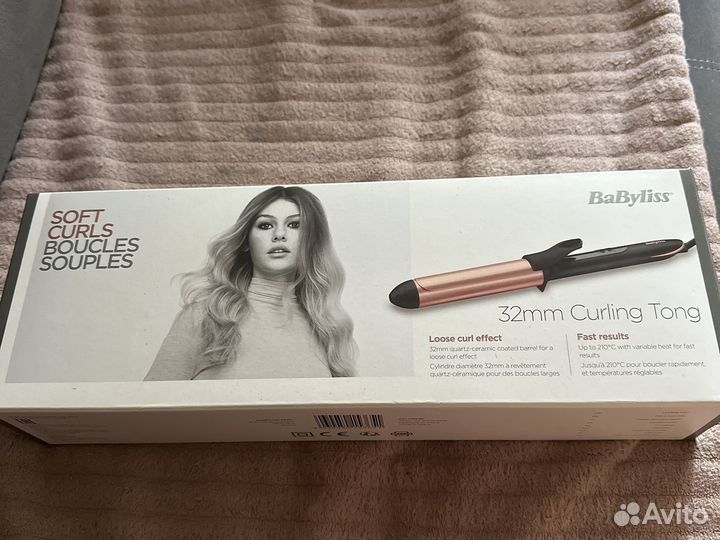 SOFT
CURLS
BOUCLES
SOUPLES
BaByliss®
32mm Curling Tong
Loose curl effect
32mm quartz-ceramic coated barrel for a
loose curl effect
Cylindre diamètre 32mm à revêtement
quartz-céramique pour des boucles larges
Fast results
Up to 210°C with variable heat for fast
results
Jusqu'à 210°C pour boucler rapidement,
et températures réglables
EAC
CE
Avito